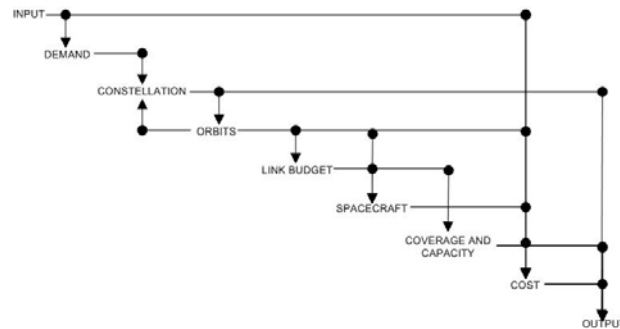 INPUT
DEMAND
CONSTELLATION
ORBITS
LINK BUDGET
SPACECRAFT
COVERAGE AND
CAPACITY
COST
OUTPU